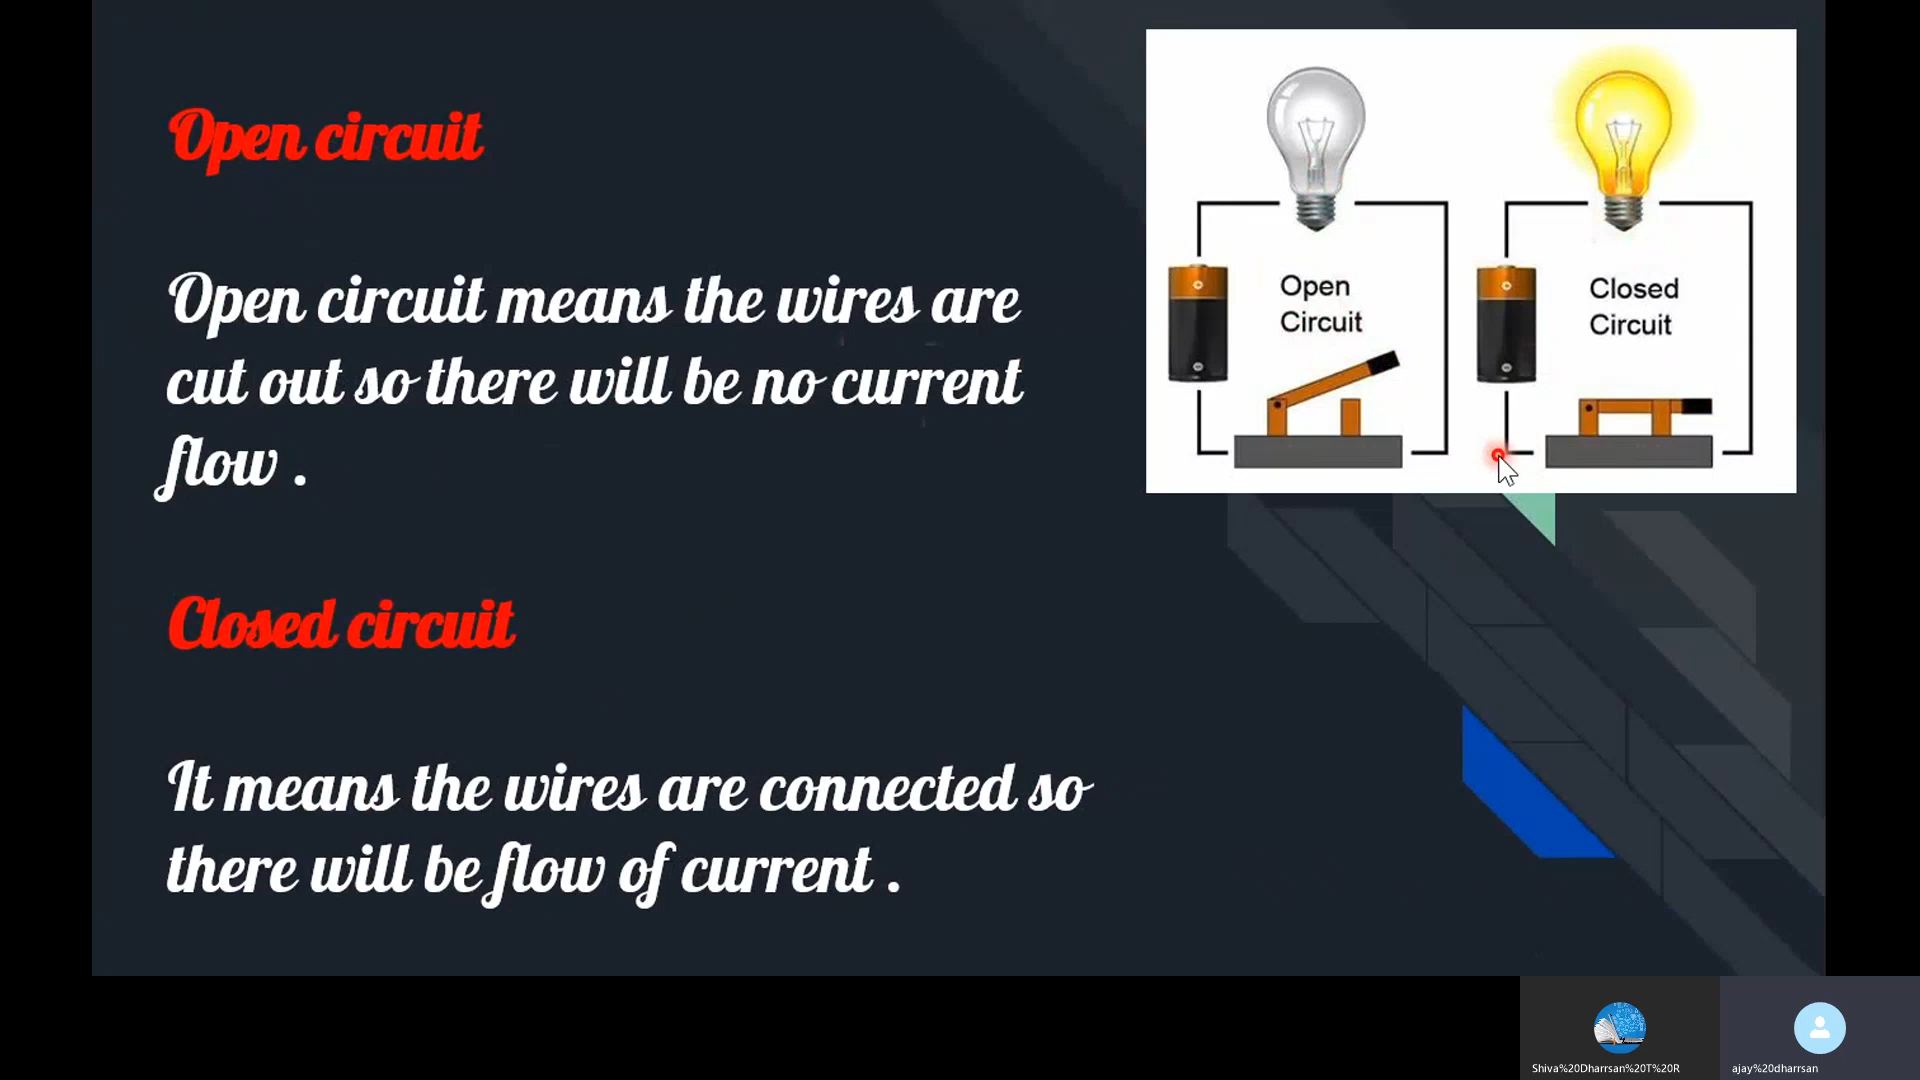 Open circuit
Open circuit means the wires are
cut out so there will be no current
flow .
Closed circuit
It means the wires are connected so
there will be flow of current .
Open
Circuit
Closed
Circuit
Shiva%20Dharrsan%20T%20R
ajay%20dharrsan